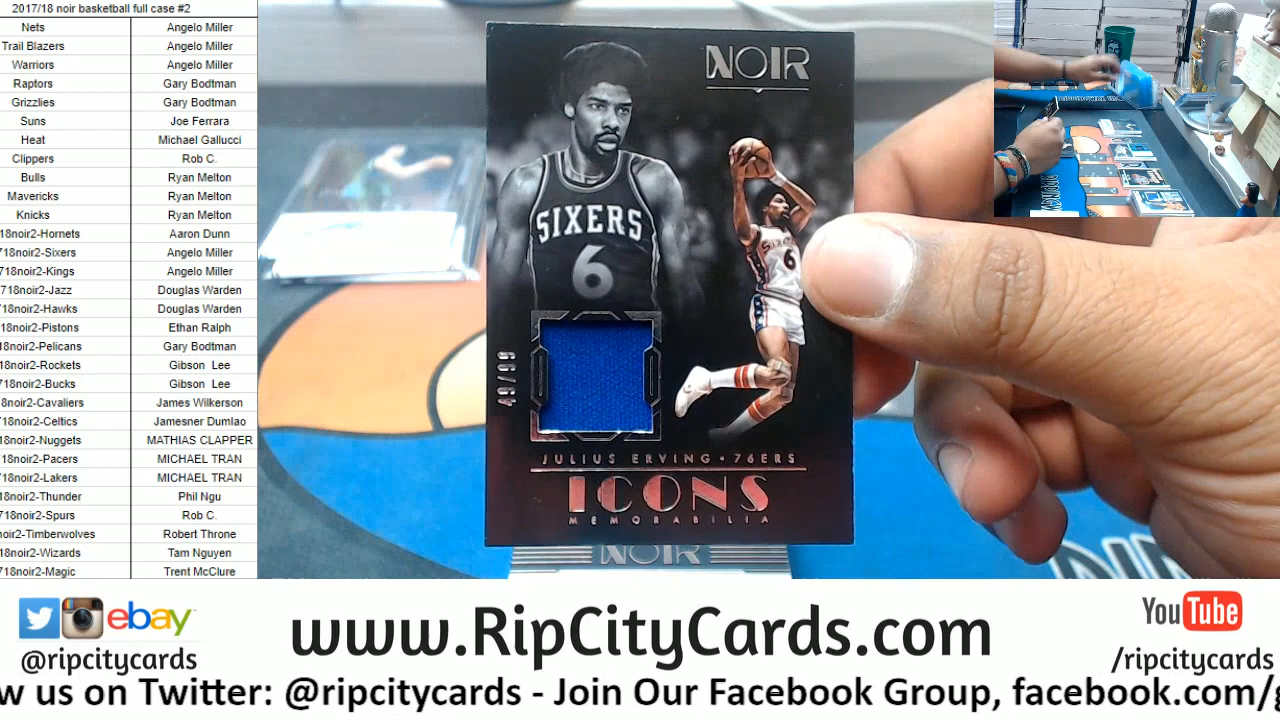 2017/18 noir basketball full case #2
Nets Angelo Miller
Trail Blazers Angelo Miller
Warriors Angelo Miller
Raptors Gary Bodtman
Grizzlies Gary Bodtman
Suns Joe Ferrara
Heat Michael Gallucci
Clippers Rob C.
Bulls Ryan Melton
Mavericks Ryan Melton
Knicks Ryan Melton
18noir2-Hornets Aaron Dunn
718noir2-Sixers Angelo Miller
718noir2-Kings Angelo Miller
718noir2-Jazz Douglas Warden
718noir2-Hawks Douglas Warden
18noir2-Pistons Ethan Ralph
18noir2-Pelicans Gary Bodtman
18noir2-Rockets Gibson Lee
718noir2-Bucks Gibson Lee
8noir2-Cavaliers James Wilkerson
718noir2-Celtics Jamesner Dumlao
18noir2-Nuggets MATHIAS CLAPPER
718noir2-Pacers MICHAEL TRAN
718noir2-Lakers MICHAEL TRAN
18noir2-Thunder Phil Ngu
718noir2-Spurs Rob C.
noir2-Timberwolves Robert Throne
18noir2-Wizards Tam Nguyen
718noir2-Magic Trent McClure
NOIR
SIXERS
6
SIXERS
6
49/99
JULIUS ERVING • 76ERS
ICONS
MEMORABILIA
NOIR
ebay
@ripcitycards
www.RipCityCards.com
YouTube
/ripcitycards
w us on Twitter: @ripcitycards - Join Our Facebook Group, facebook.com/g